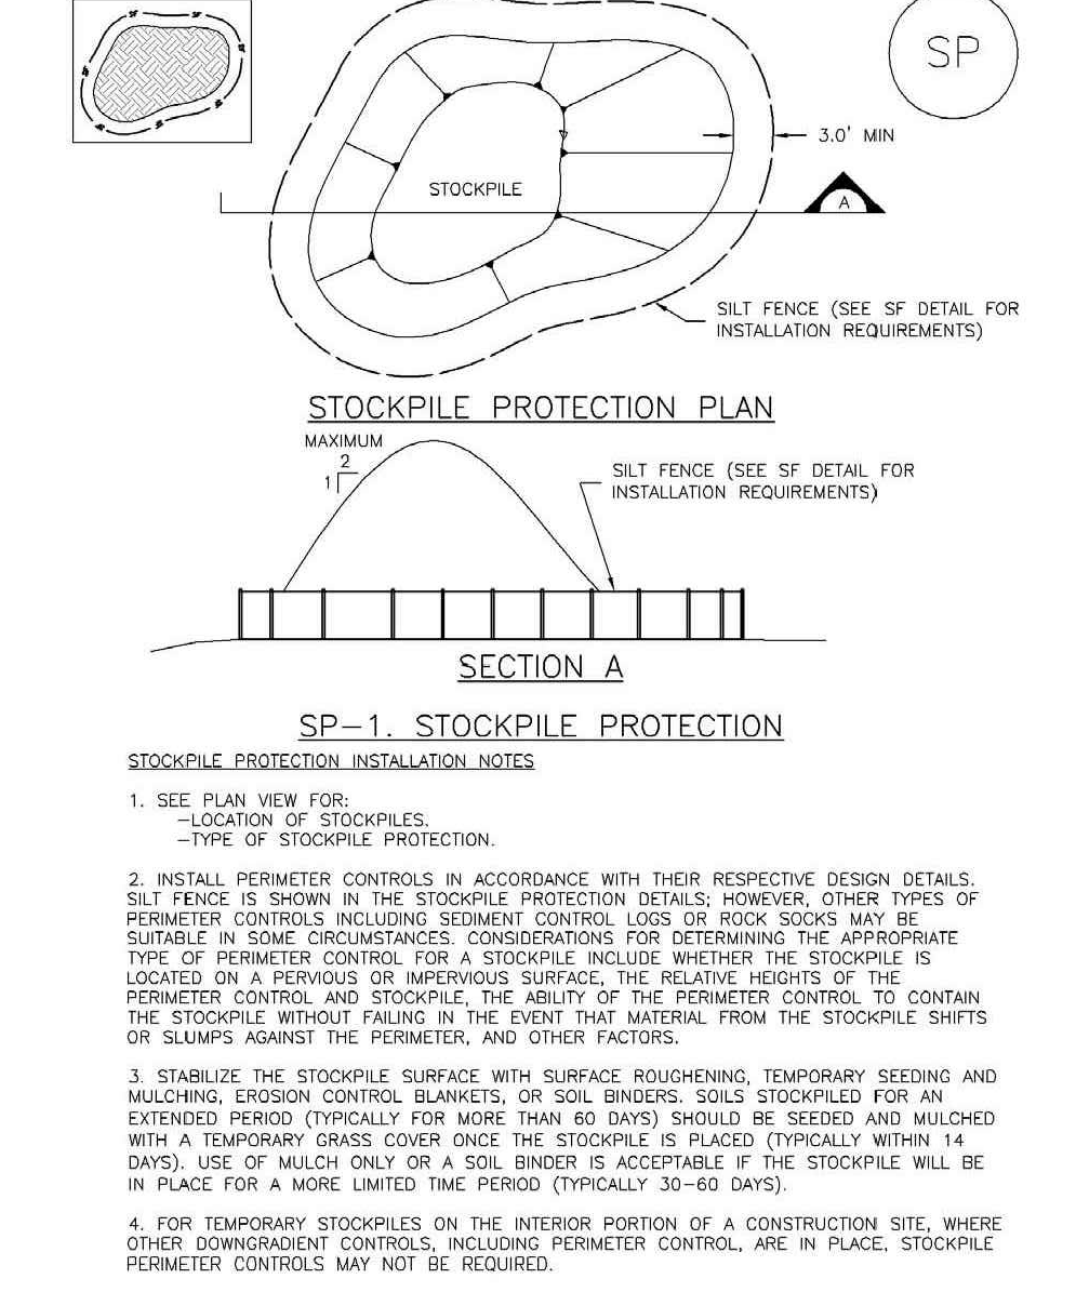 SF
SF
SF
SF
SF
SF
SF
SF
SP
3.0' MIN
STOCKPILE
A
SILT FENCE (SEE SF DETAIL FOR
INSTALLATION REQUIREMENTS)
STOCKPILE PROTECTION PLAN
MAXIMUM
2
1
SILT FENCE (SEE SF DETAIL FOR
INSTALLATION REQUIREMENTS)
SECTION A
SP-1. STOCKPILE PROTECTION
STOCKPILE PROTECTION INSTALLATION NOTES
1. SEE PLAN VIEW FOR:
-LOCATION OF STOCKPILES.
-TYPE OF STOCKPILE PROTECTION.
2. INSTALL PERIMETER CONTROLS IN ACCORDANCE WITH THEIR RESPECTIVE DESIGN DETAILS.
SILT FENCE IS SHOWN IN THE STOCKPILE PROTECTION DETAILS; HOWEVER, OTHER TYPES OF
PERIMETER CONTROLS INCLUDING SEDIMENT CONTROL LOGS OR ROCK SOCKS MAY BE
SUITABLE IN SOME CIRCUMSTANCES. CONSIDERATIONS FOR DETERMINING THE APPROPRIATE
TYPE OF PERIMETER CONTROL FOR A STOCKPILE INCLUDE WHETHER THE STOCKPILE IS
LOCATED ON A PERVIOUS OR IMPERVIOUS SURFACE, THE RELATIVE HEIGHTS OF THE
PERIMETER CONTROL AND STOCKPILE, THE ABILITY OF THE PERIMETER CONTROL TO CONTAIN
THE STOCKPILE WITHOUT FAILING IN THE EVENT THAT MATERIAL FROM THE STOCKPILE SHIFTS
OR SLUMPS AGAINST THE PERIMETER, AND OTHER FACTORS.
3. STABILIZE THE STOCKPILE SURFACE WITH SURFACE ROUGHENING, TEMPORARY SEEDING AND
MULCHING, EROSION CONTROL BLANKETS, OR SOIL BINDERS. SOILS STOCKPILED FOR AN
EXTENDED PERIOD (TYPICALLY FOR MORE THAN 60 DAYS) SHOULD BE SEEDED AND MULCHED
WITH A TEMPORARY GRASS COVER ONCE THE STOCKPILE IS PLACED (TYPICALLY WITHIN 14
DAYS). USE OF MULCH ONLY OR A SOIL BINDER IS ACCEPTABLE IF THE STOCKPILE WILL BE
IN PLACE FOR A MORE LIMITED TIME PERIOD (TYPICALLY 30-60 DAYS).
4. FOR TEMPORARY STOCKPILES ON THE INTERIOR PORTION OF A CONSTRUCTION SITE, WHERE
OTHER DOWNGRADIENT CONTROLS, INCLUDING PERIMETER CONTROL, ARE IN PLACE, STOCKPILE
PERIMETER CONTROLS MAY NOT BE REQUIRED.